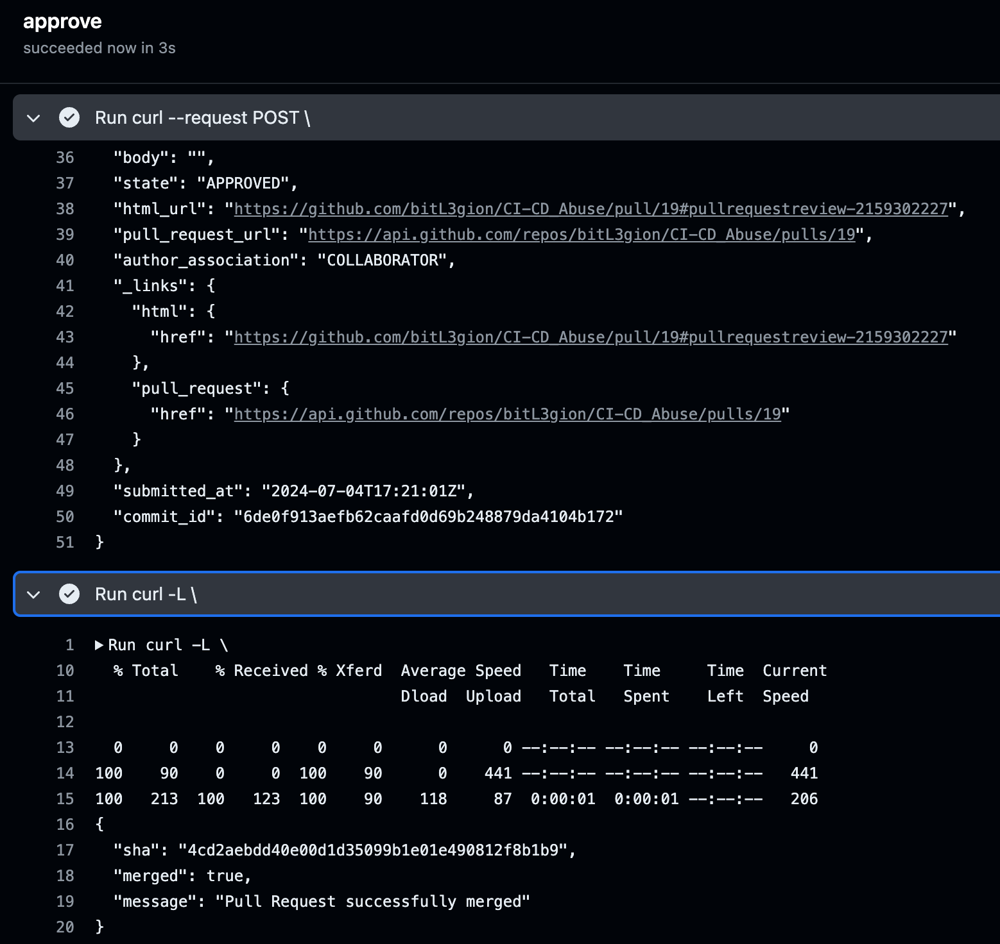 approve
succeeded now in 3s
Run curl --request POST \
36 "body": "",
37 "state": "APPROVED",
38 "html_url": "https://github.com/bitL3gion/CI-CD_Abuse/pull/19#pullrequestreview-2159302227",
39 "pull_request_url": "https://api.github.com/repos/bitL3gion/CI-CD_Abuse/pulls/19",
40 "author_association": "COLLABORATOR",
41 "_links": {
42 "html": {
43 "href": "https://github.com/bitL3gion/CI-CD_Abuse/pull/19#pullrequestreview-2159302227"
44 },
45 "pull_request": {
46 "href": "https://api.github.com/repos/bitL3gion/CI-CD_Abuse/pulls/19"
47 }
48 },
49 "submitted_at": "2024-07-04T17:21:01Z",
50 "commit_id": "6de0f913aefb62caafd0d69b248879da4104b172"
51 }
Run curl -L \
1 Run curl -L \
10 % Total % Received % Xferd Average Speed Time Time Time Current
11 Dload Upload Total Spent Left Speed
12
13 0 0 0 0 0 0 0 0 --:--:-- --:--:-- --:--:-- 0
14 100 90 0 0 100 90 0 441 --:--:-- --:--:-- --:--:-- 441
15 100 213 100 123 100 90 118 87 0:00:01 0:00:01 --:--:-- 206
16 {
17 "sha": "4cd2aebdd40e00d1d35099b1e01e490812f8b1b9",
18 "merged": true,
19 "message": "Pull Request successfully merged"
20 }